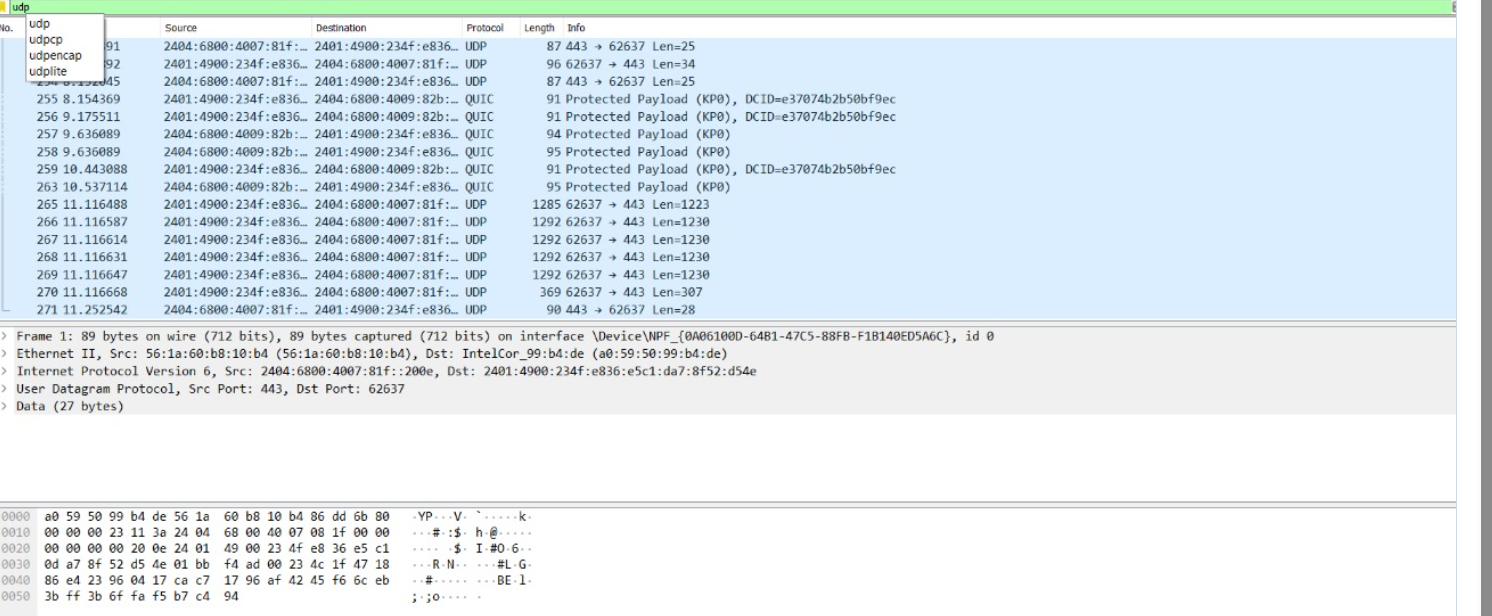 udp
No. Source Destination Protocol Length Info
udp
udpcp
udpencap
udplite
91 2404:6800:4007:81f:… 2401:4900:234f:e836… UDP 87 443 → 62637 Len=25
92 2401:4900:234f:e836… 2404:6800:4007:81f:… UDP 96 62637 → 443 Len=34
254 8.132045 2404:6800:4007:81f:… 2401:4900:234f:e836… UDP 87 443 → 62637 Len=25
255 8.154369 2401:4900:234f:e836… 2404:6800:4009:82b:… QUIC 91 Protected Payload (KP0), DCID=e37074b2b50bf9ec
256 9.175511 2401:4900:234f:e836… 2404:6800:4009:82b:… QUIC 91 Protected Payload (KP0), DCID=e37074b2b50bf9ec
257 9.636089 2404:6800:4009:82b:… 2401:4900:234f:e836… QUIC 94 Protected Payload (KP0)
258 9.636089 2404:6800:4009:82b:… 2401:4900:234f:e836… QUIC 95 Protected Payload (KP0)
259 10.443088 2401:4900:234f:e836… 2404:6800:4009:82b:… QUIC 91 Protected Payload (KP0), DCID=e37074b2b50bf9ec
263 10.537114 2404:6800:4009:82b:… 2401:4900:234f:e836… QUIC 95 Protected Payload (KP0)
265 11.116488 2401:4900:234f:e836… 2404:6800:4007:81f:… UDP 1285 62637 → 443 Len=1223
266 11.116587 2401:4900:234f:e836… 2404:6800:4007:81f:… UDP 1292 62637 → 443 Len=1230
267 11.116614 2401:4900:234f:e836… 2404:6800:4007:81f:… UDP 1292 62637 → 443 Len=1230
268 11.116631 2401:4900:234f:e836… 2404:6800:4007:81f:… UDP 1292 62637 → 443 Len=1230
269 11.116647 2401:4900:234f:e836… 2404:6800:4007:81f:… UDP 1292 62637 → 443 Len=1230
270 11.116668 2401:4900:234f:e836… 2404:6800:4007:81f:… UDP 369 62637 → 443 Len=307
271 11.252542 2404:6800:4007:81f:… 2401:4900:234f:e836… UDP 90 443 → 62637 Len=28
> Frame 1: 89 bytes on wire (712 bits), 89 bytes captured (712 bits) on interface \Device\NPF_{0A06100D-64B1-47C5-88FB-F1B140ED5A6C}, id 0
> Ethernet II, Src: 56:1a:60:b8:10:b4 (56:1a:60:b8:10:b4), Dst: IntelCor_99:b4:de (a0:59:50:99:b4:de)
> Internet Protocol Version 6, Src: 2404:6800:4007:81f::200e, Dst: 2401:4900:234f:e836:e5c1:da7:8f52:d54e
> User Datagram Protocol, Src Port: 443, Dst Port: 62637
> Data (27 bytes)
0000 a0 59 50 99 b4 de 56 1a 60 b8 10 b4 86 dd 6b 80 ·YP···V· `·····k·
0010 00 00 00 23 11 3a 24 04 68 00 40 07 08 1f 00 00 ···#·:$· h·@·····
0020 00 00 00 00 20 0e 24 01 49 00 23 4f e8 36 e5 c1 ···· ·$· I·#O·6··
0030 0d a7 8f 52 d5 4e 01 bb f4 ad 00 23 4c 1f 47 18 ···R·N·· ···#L·G·
0040 86 e4 23 96 04 17 ca c7 17 96 af 42 45 f6 6c eb ··#····· ···BE·l·
0050 3b ff 3b 6f fa f5 b7 c4 94 ;·;o···· ·